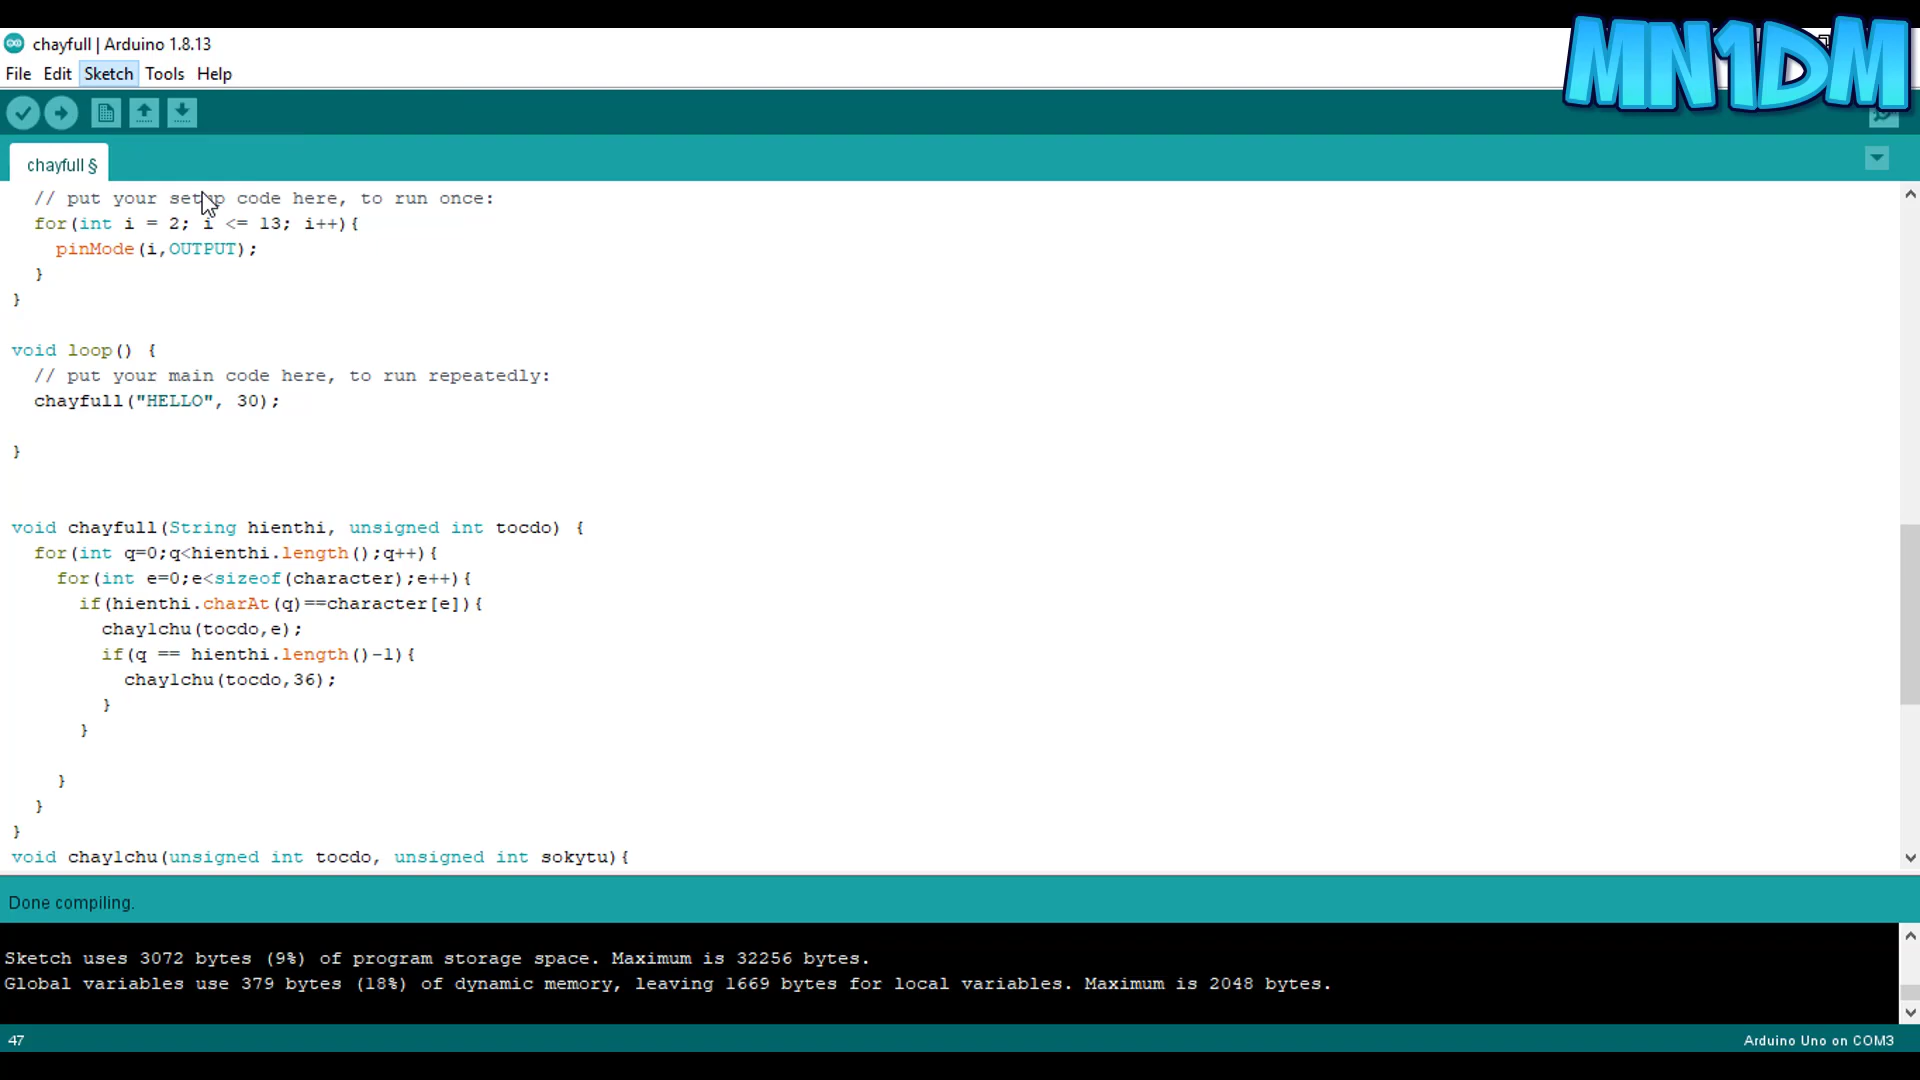 MN1DM
chayfull | Arduino 1.8.13
File Edit Sketch Tools Help
chayfull §
// put your setup code here, to run once:
for(int i = 2; i <= 13; i++){
pinMode(i,OUTPUT);
}
}
void loop() {
// put your main code here, to run repeatedly:
chayfull("HELLO", 30);
}
void chayfull(String hienthi, unsigned int tocdo) {
for(int q=0;q<hienthi.length();q++){
for(int e=0;e<sizeof(character);e++){
if(hienthi.charAt(q)==character[e]){
chay1chu(tocdo,e);
if(q == hienthi.length()-1){
chay1chu(tocdo,36);
}
}
}
}
}
void chay1chu(unsigned int tocdo, unsigned int sokytu){
Done compiling.
Sketch uses 3072 bytes (9%) of program storage space. Maximum is 32256 bytes.
Global variables use 379 bytes (18%) of dynamic memory, leaving 1669 bytes for local variables. Maximum is 2048 bytes.
47
Arduino Uno on COM3